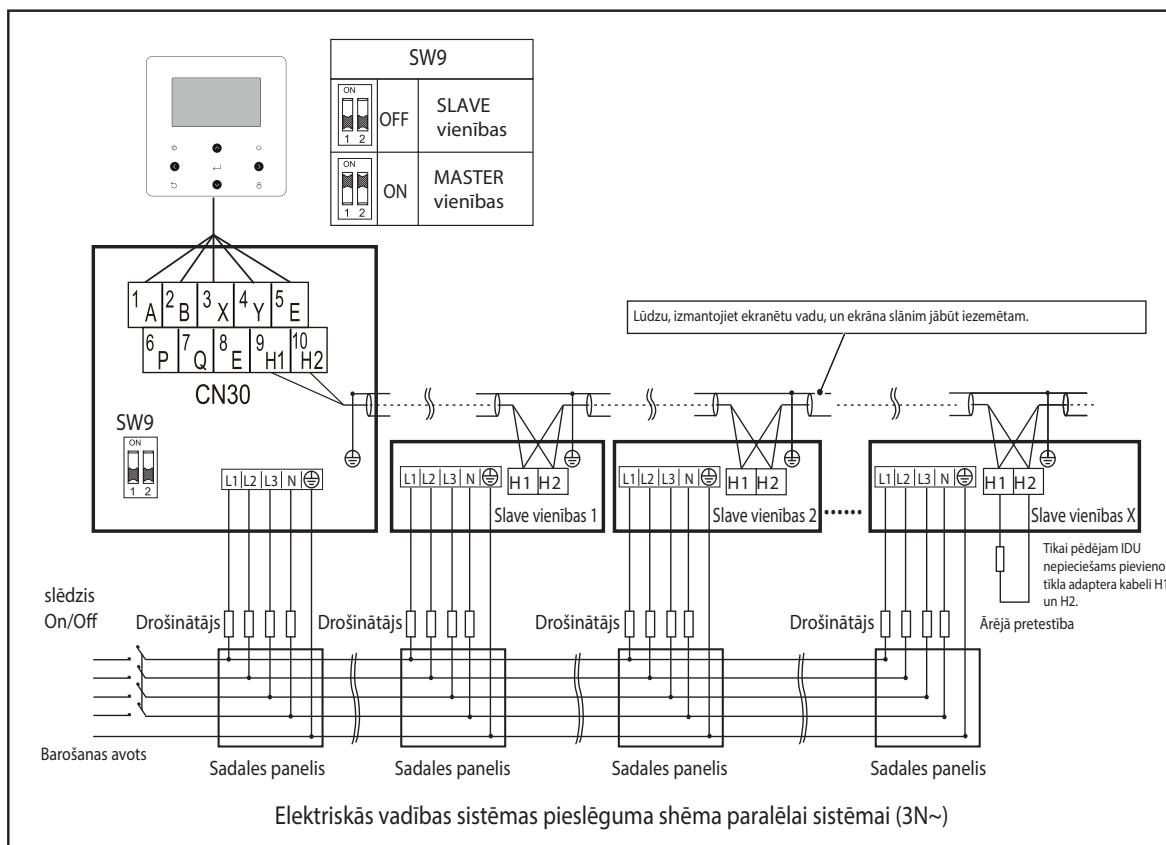 SW9
ON
1 2
OFF
SLAVE
vienības
ON
1 2
ON
MASTER
vienības
1 A 2 B 3 X 4 Y 5 E
6 P 7 Q 8 E 9 H1 10 H2
CN30
Lūdzu, izmantojiet ekranētu vadu, un ekrāna slānim jābūt iezemētam.
SW9
ON
1 2
L1 L2 L3 N
L1 L2 L3 N
H1 H2
Slave vienības 1
L1 L2 L3 N
H1 H2
Slave vienības 2
L1 L2 L3 N
H1 H2
Slave vienības X
Tikai pēdējam IDU
nepieciešams pievieno
tīkla adaptera kabeli H1
un H2.
Ārējā pretestība
slēdzis
On/Off
Drošinātājs
Drošinātājs
Drošinātājs
Drošinātājs
Barošanas avots
Sadales panelis
Sadales panelis
Sadales panelis
Sadales panelis
Elektriskās vadības sistēmas pieslēguma shēma paralēlai sistēmai (3N~)